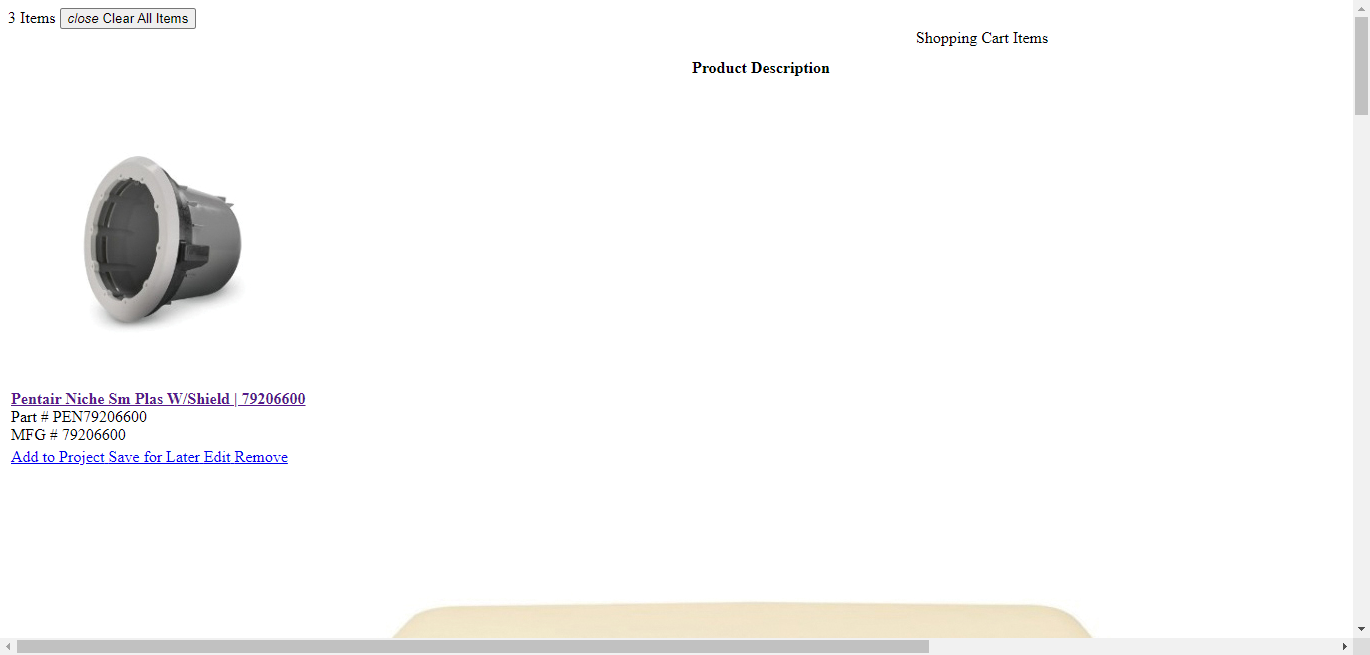 3 Items close Clear All Items
Shopping Cart Items
Product Description
Pentair Niche Sm Plas W/Shield | 79206600
Part # PEN79206600
MFG # 79206600
Add to Project Save for Later Edit Remove